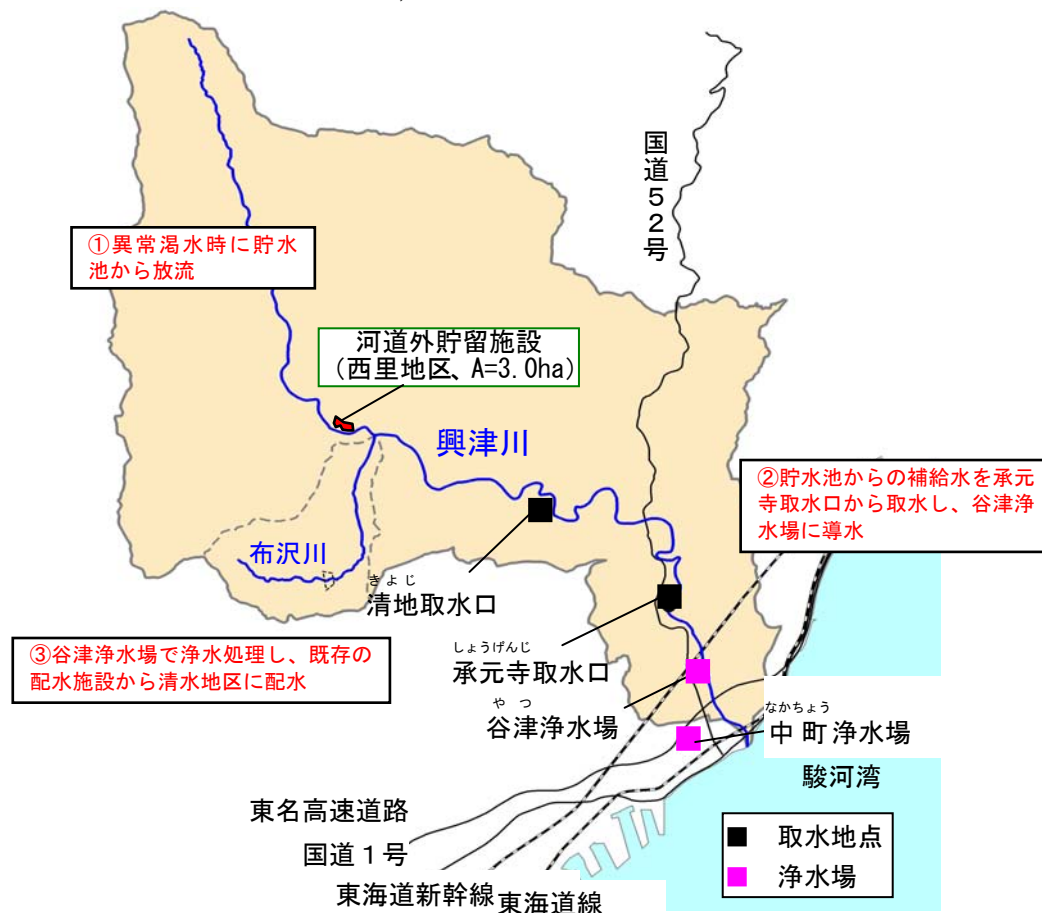 国道52号
①異常渇水時に貯水
池から放流
河道外貯留施設
(西里地区、A=3.0ha)
興津川
②貯水池からの補給水を承元
寺取水口から取水し、谷津浄
水場に導水
布沢川
きよじ
清地取水口
③谷津浄水場で浄水処理し、既存の
配水施設から清水地区に配水
しょうげんじ
承元寺取水口
やつ
谷津浄水場
なかちょう
中町浄水場
駿河湾
東名高速道路
国道1号
東海道新幹線
東海道線
取水地点
浄水場